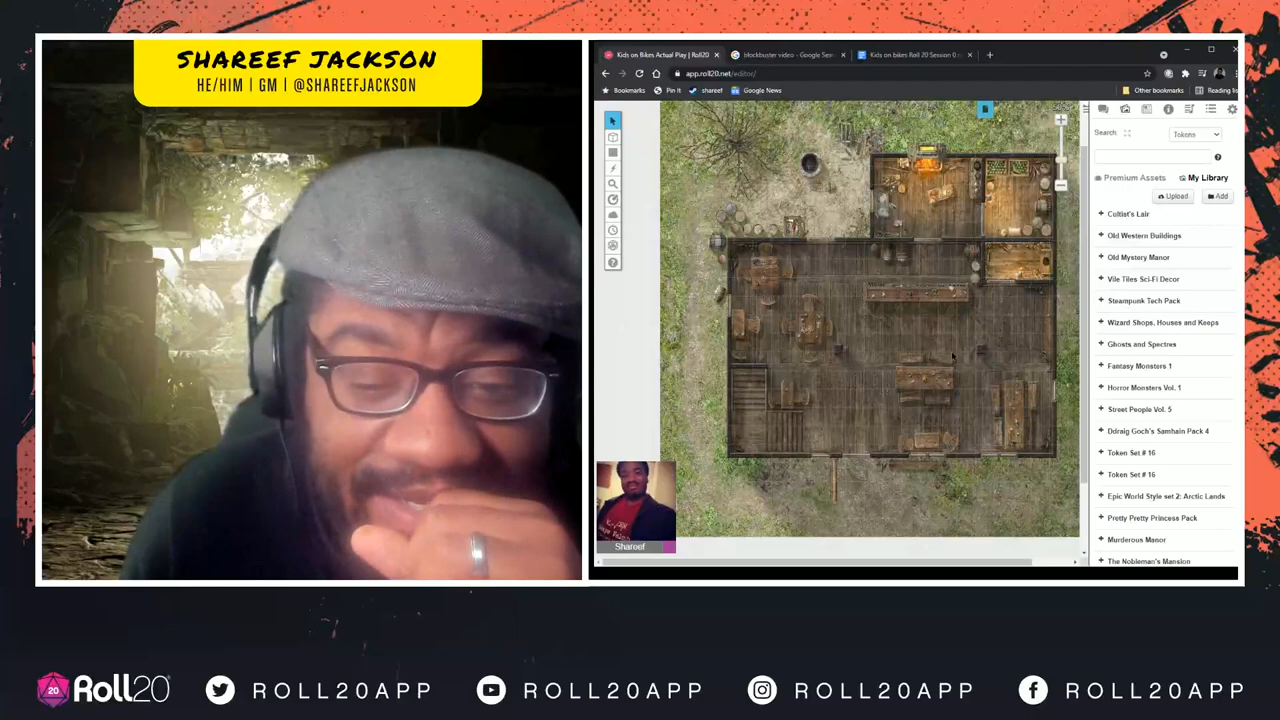 SHAREEF JACKSON
HE/HIM | GM | @SHAREEFJACKSON
Kids on Bikes Actual Play | Roll20
blockbuster video - Google Sea
Kids on bikes Roll 20 Session 0
app.roll20.net/editor/
Bookmarks
Pin It
shareef
Google News
Other bookmarks
Reading list
Search
Tokens
Premium Assets
My Library
Upload
Add
Cultist's Lair
Old Western Buildings
Old Mystery Manor
Vile Tiles Sci-Fi Decor
Steampunk Tech Pack
Wizard Shops, Houses and Keeps
Ghosts and Spectres
Fantasy Monsters 1
Horror Monsters Vol. 1
Street People Vol. 5
Ddraig Goch's Samhain Pack 4
Token Set # 16
Token Set # 16
Epic World Style set 2: Arctic Lands
Pretty Pretty Princess Pack
Murderous Manor
The Nobleman's Mansion
Shareef
20
Roll20
ROLL20APP
ROLL20APP
ROLL20APP
ROLL20APP